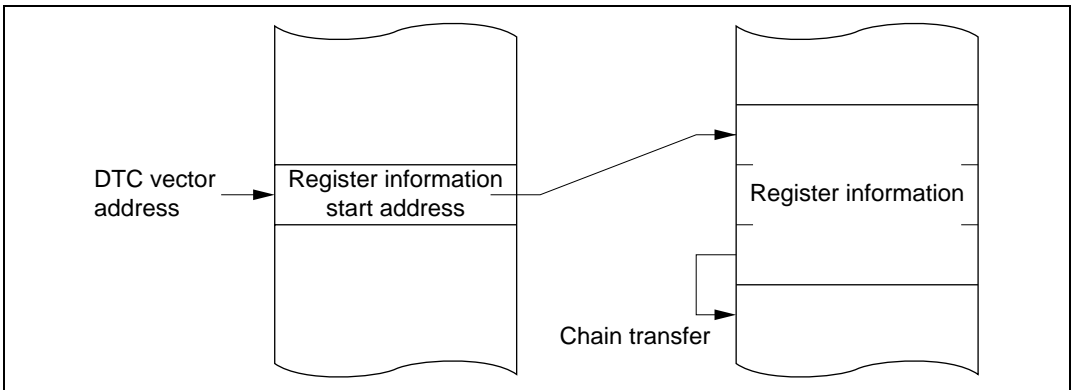 DTC vector
address
Register information
start address
Register information
Chain transfer